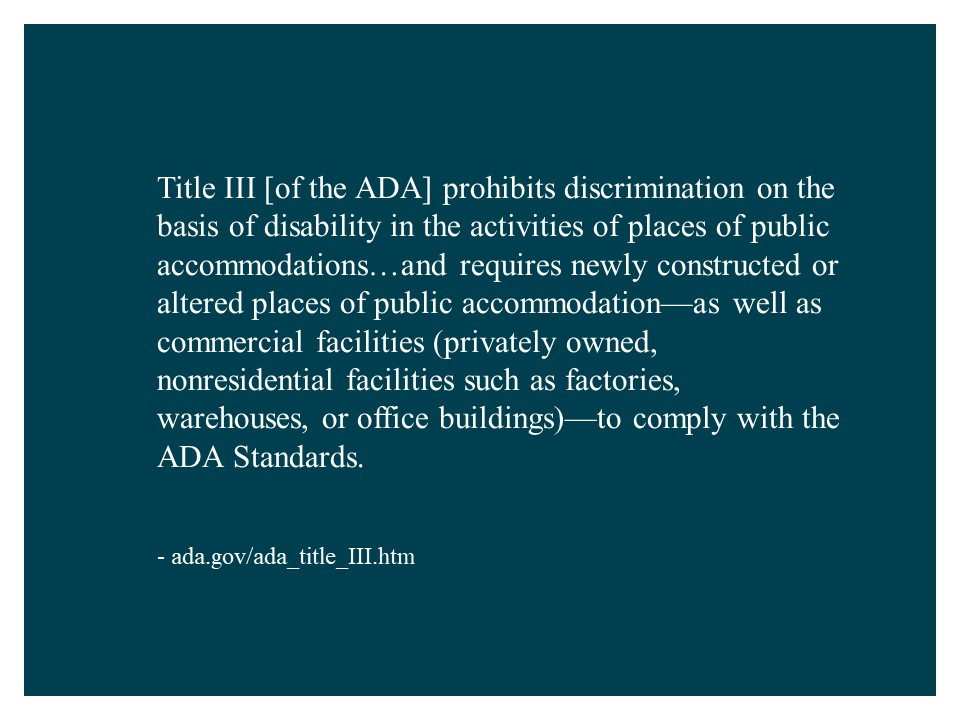 Title III [of the ADA] prohibits discrimination on the
basis of disability in the activities of places of public
accommodations…and requires newly constructed or
altered places of public accommodation—as well as
commercial facilities (privately owned,
nonresidential facilities such as factories,
warehouses, or office buildings)—to comply with the
ADA Standards.
- ada.gov/ada_title_III.htm